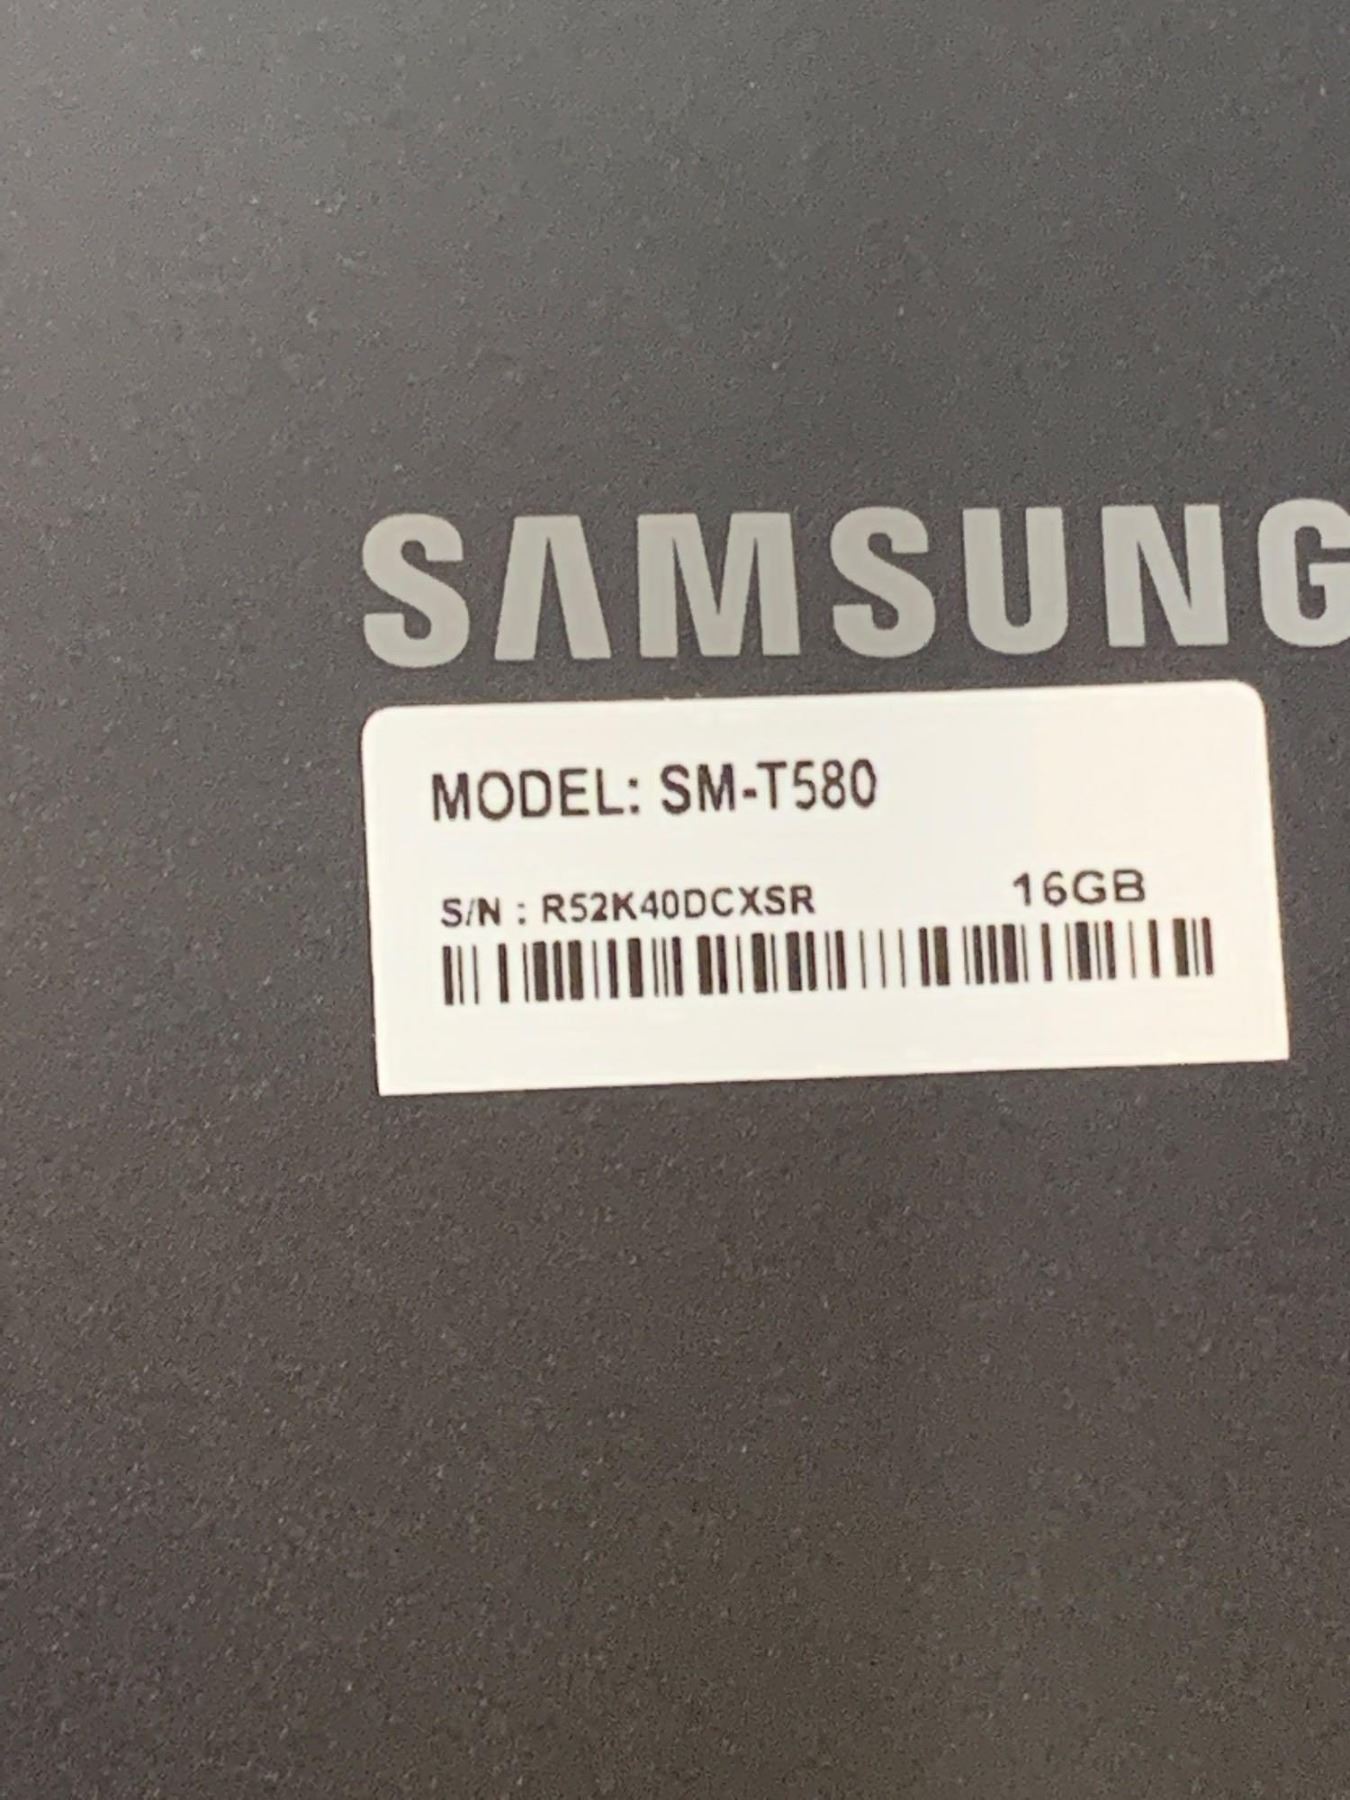 SAMSUNG
MODEL: SM-T580
S/N : R52K40DCXSR 16GB